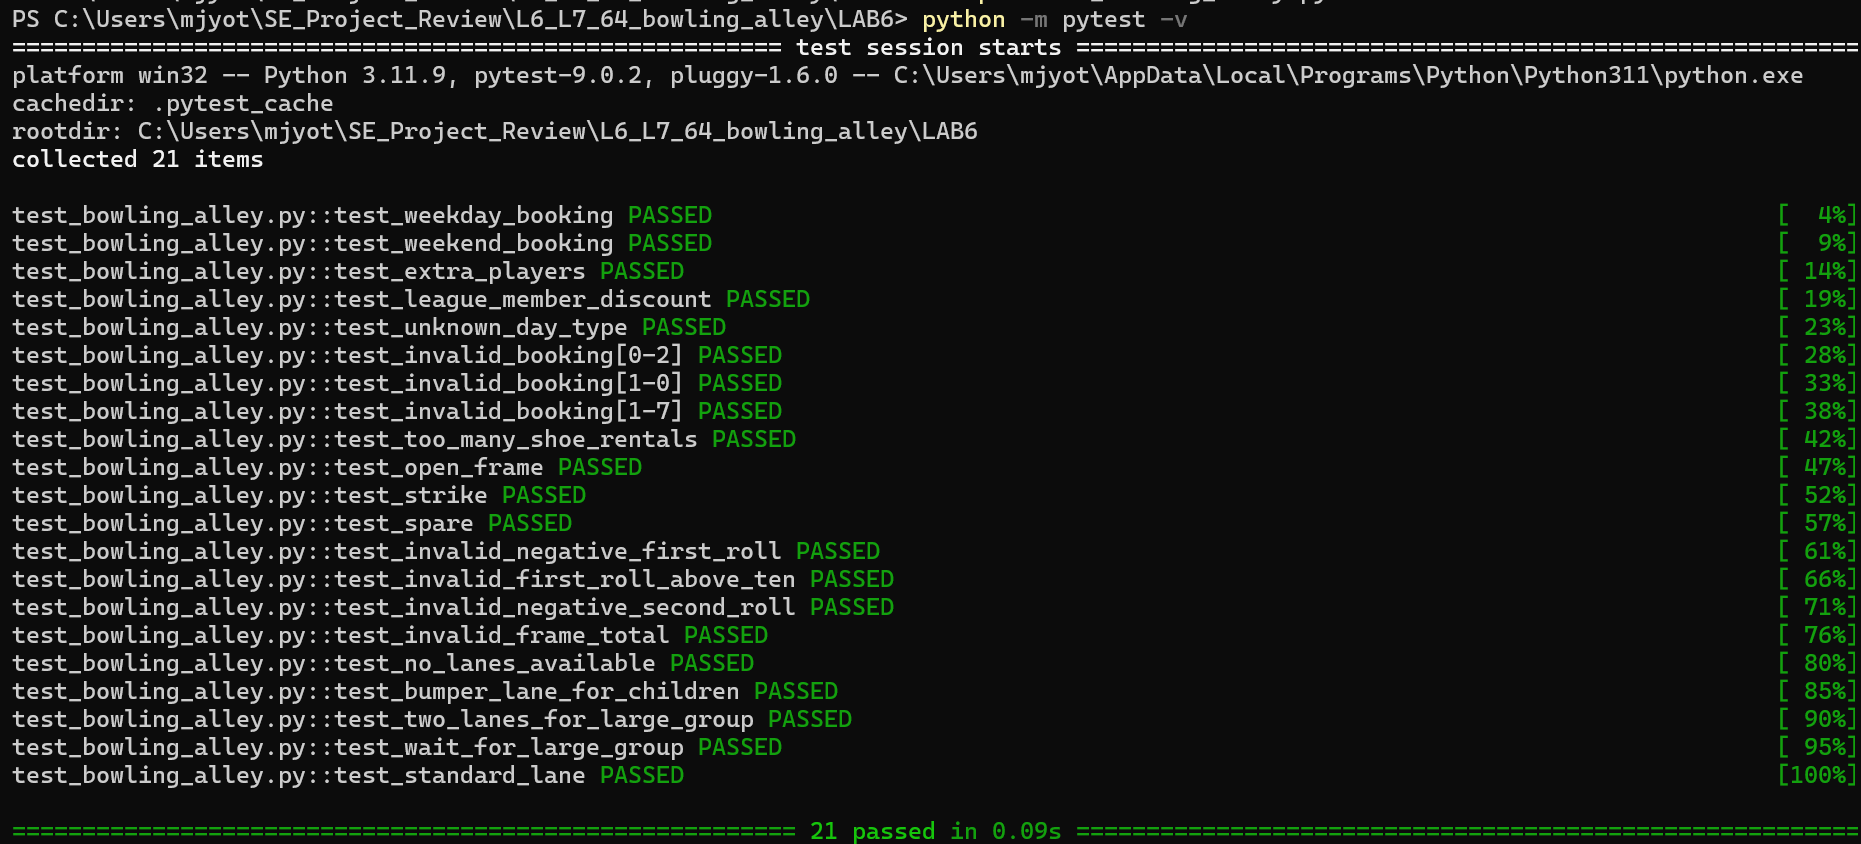 PS C:\Users\mjyot\SE_Project_Review\L6_L7_64_bowling_alley\LAB6> python -m pytest -v
======================================================= test session starts ========================================================
platform win32 -- Python 3.11.9, pytest-9.0.2, pluggy-1.6.0 -- C:\Users\mjyot\AppData\Local\Programs\Python\Python311\python.exe
cachedir: .pytest_cache
rootdir: C:\Users\mjyot\SE_Project_Review\L6_L7_64_bowling_alley\LAB6
collected 21 items

test_bowling_alley.py::test_weekday_booking PASSED [  4%]
test_bowling_alley.py::test_weekend_booking PASSED [  9%]
test_bowling_alley.py::test_extra_players PASSED [ 14%]
test_bowling_alley.py::test_league_member_discount PASSED [ 19%]
test_bowling_alley.py::test_unknown_day_type PASSED [ 23%]
test_bowling_alley.py::test_invalid_booking[0-2] PASSED [ 28%]
test_bowling_alley.py::test_invalid_booking[1-0] PASSED [ 33%]
test_bowling_alley.py::test_invalid_booking[1-7] PASSED [ 38%]
test_bowling_alley.py::test_too_many_shoe_rentals PASSED [ 42%]
test_bowling_alley.py::test_open_frame PASSED [ 47%]
test_bowling_alley.py::test_strike PASSED [ 52%]
test_bowling_alley.py::test_spare PASSED [ 57%]
test_bowling_alley.py::test_invalid_negative_first_roll PASSED [ 61%]
test_bowling_alley.py::test_invalid_first_roll_above_ten PASSED [ 66%]
test_bowling_alley.py::test_invalid_negative_second_roll PASSED [ 71%]
test_bowling_alley.py::test_invalid_frame_total PASSED [ 76%]
test_bowling_alley.py::test_no_lanes_available PASSED [ 80%]
test_bowling_alley.py::test_bumper_lane_for_children PASSED [ 85%]
test_bowling_alley.py::test_two_lanes_for_large_group PASSED [ 90%]
test_bowling_alley.py::test_wait_for_large_group PASSED [ 95%]
test_bowling_alley.py::test_standard_lane PASSED [100%]

======================================================== 21 passed in 0.09s ========================================================